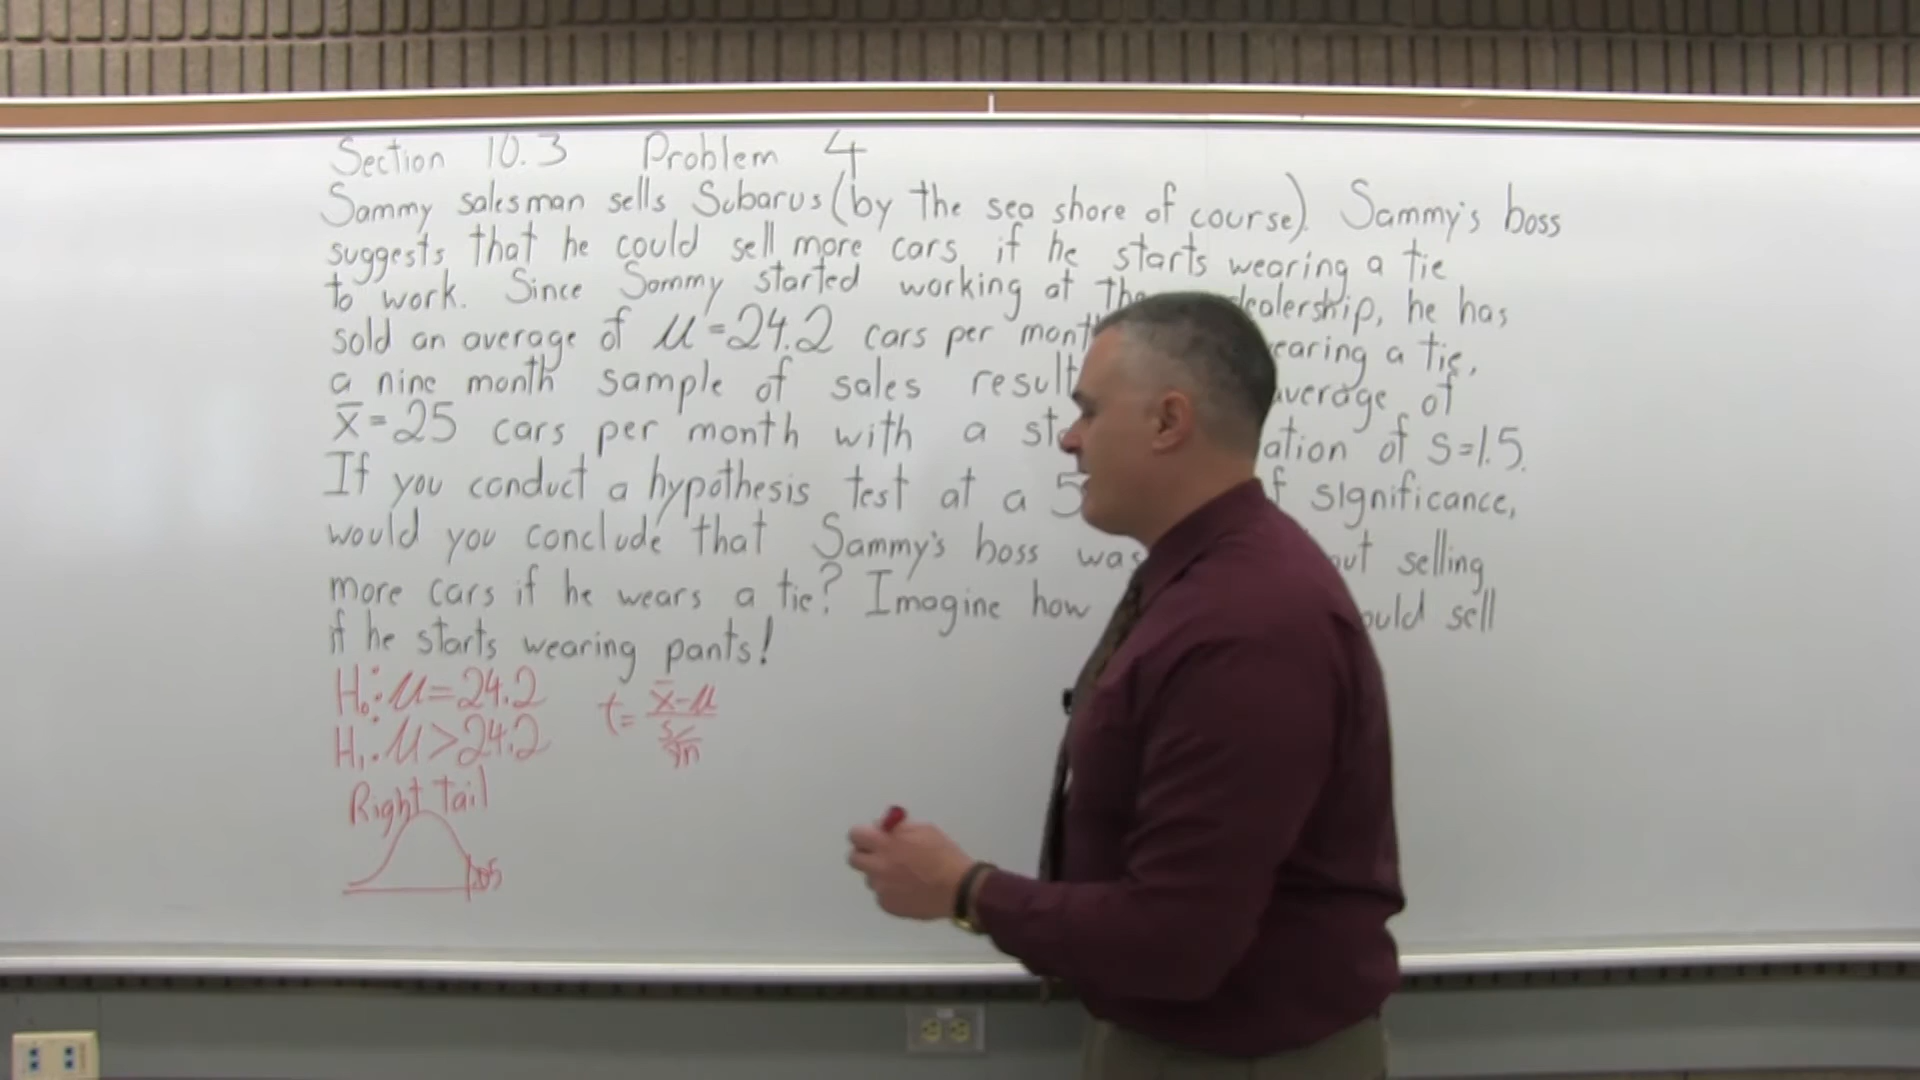 Section 10.3 Problem 4
Sammy salesman sells Subarus (by the sea shore of course). Sammy's boss
suggests that he could sell more cars if he starts wearing a tie
to work. Since Sammy started working at the dealership, he has
sold an average of μ=24.2 cars per month wearing a tie,
a nine month sample of sales result average of
x̄=25 cars per month with a of s=1.5.
If you conduct a hypothesis test at a 5 of significance,
would you conclude that Sammy's boss was selling
more cars if he wears a tie? Imagine how sell
if he starts wearing pants!
H₀: μ=24.2
H₁: μ>24.2
Right tail
.05
t = (x̄-μ)/(s/√n)